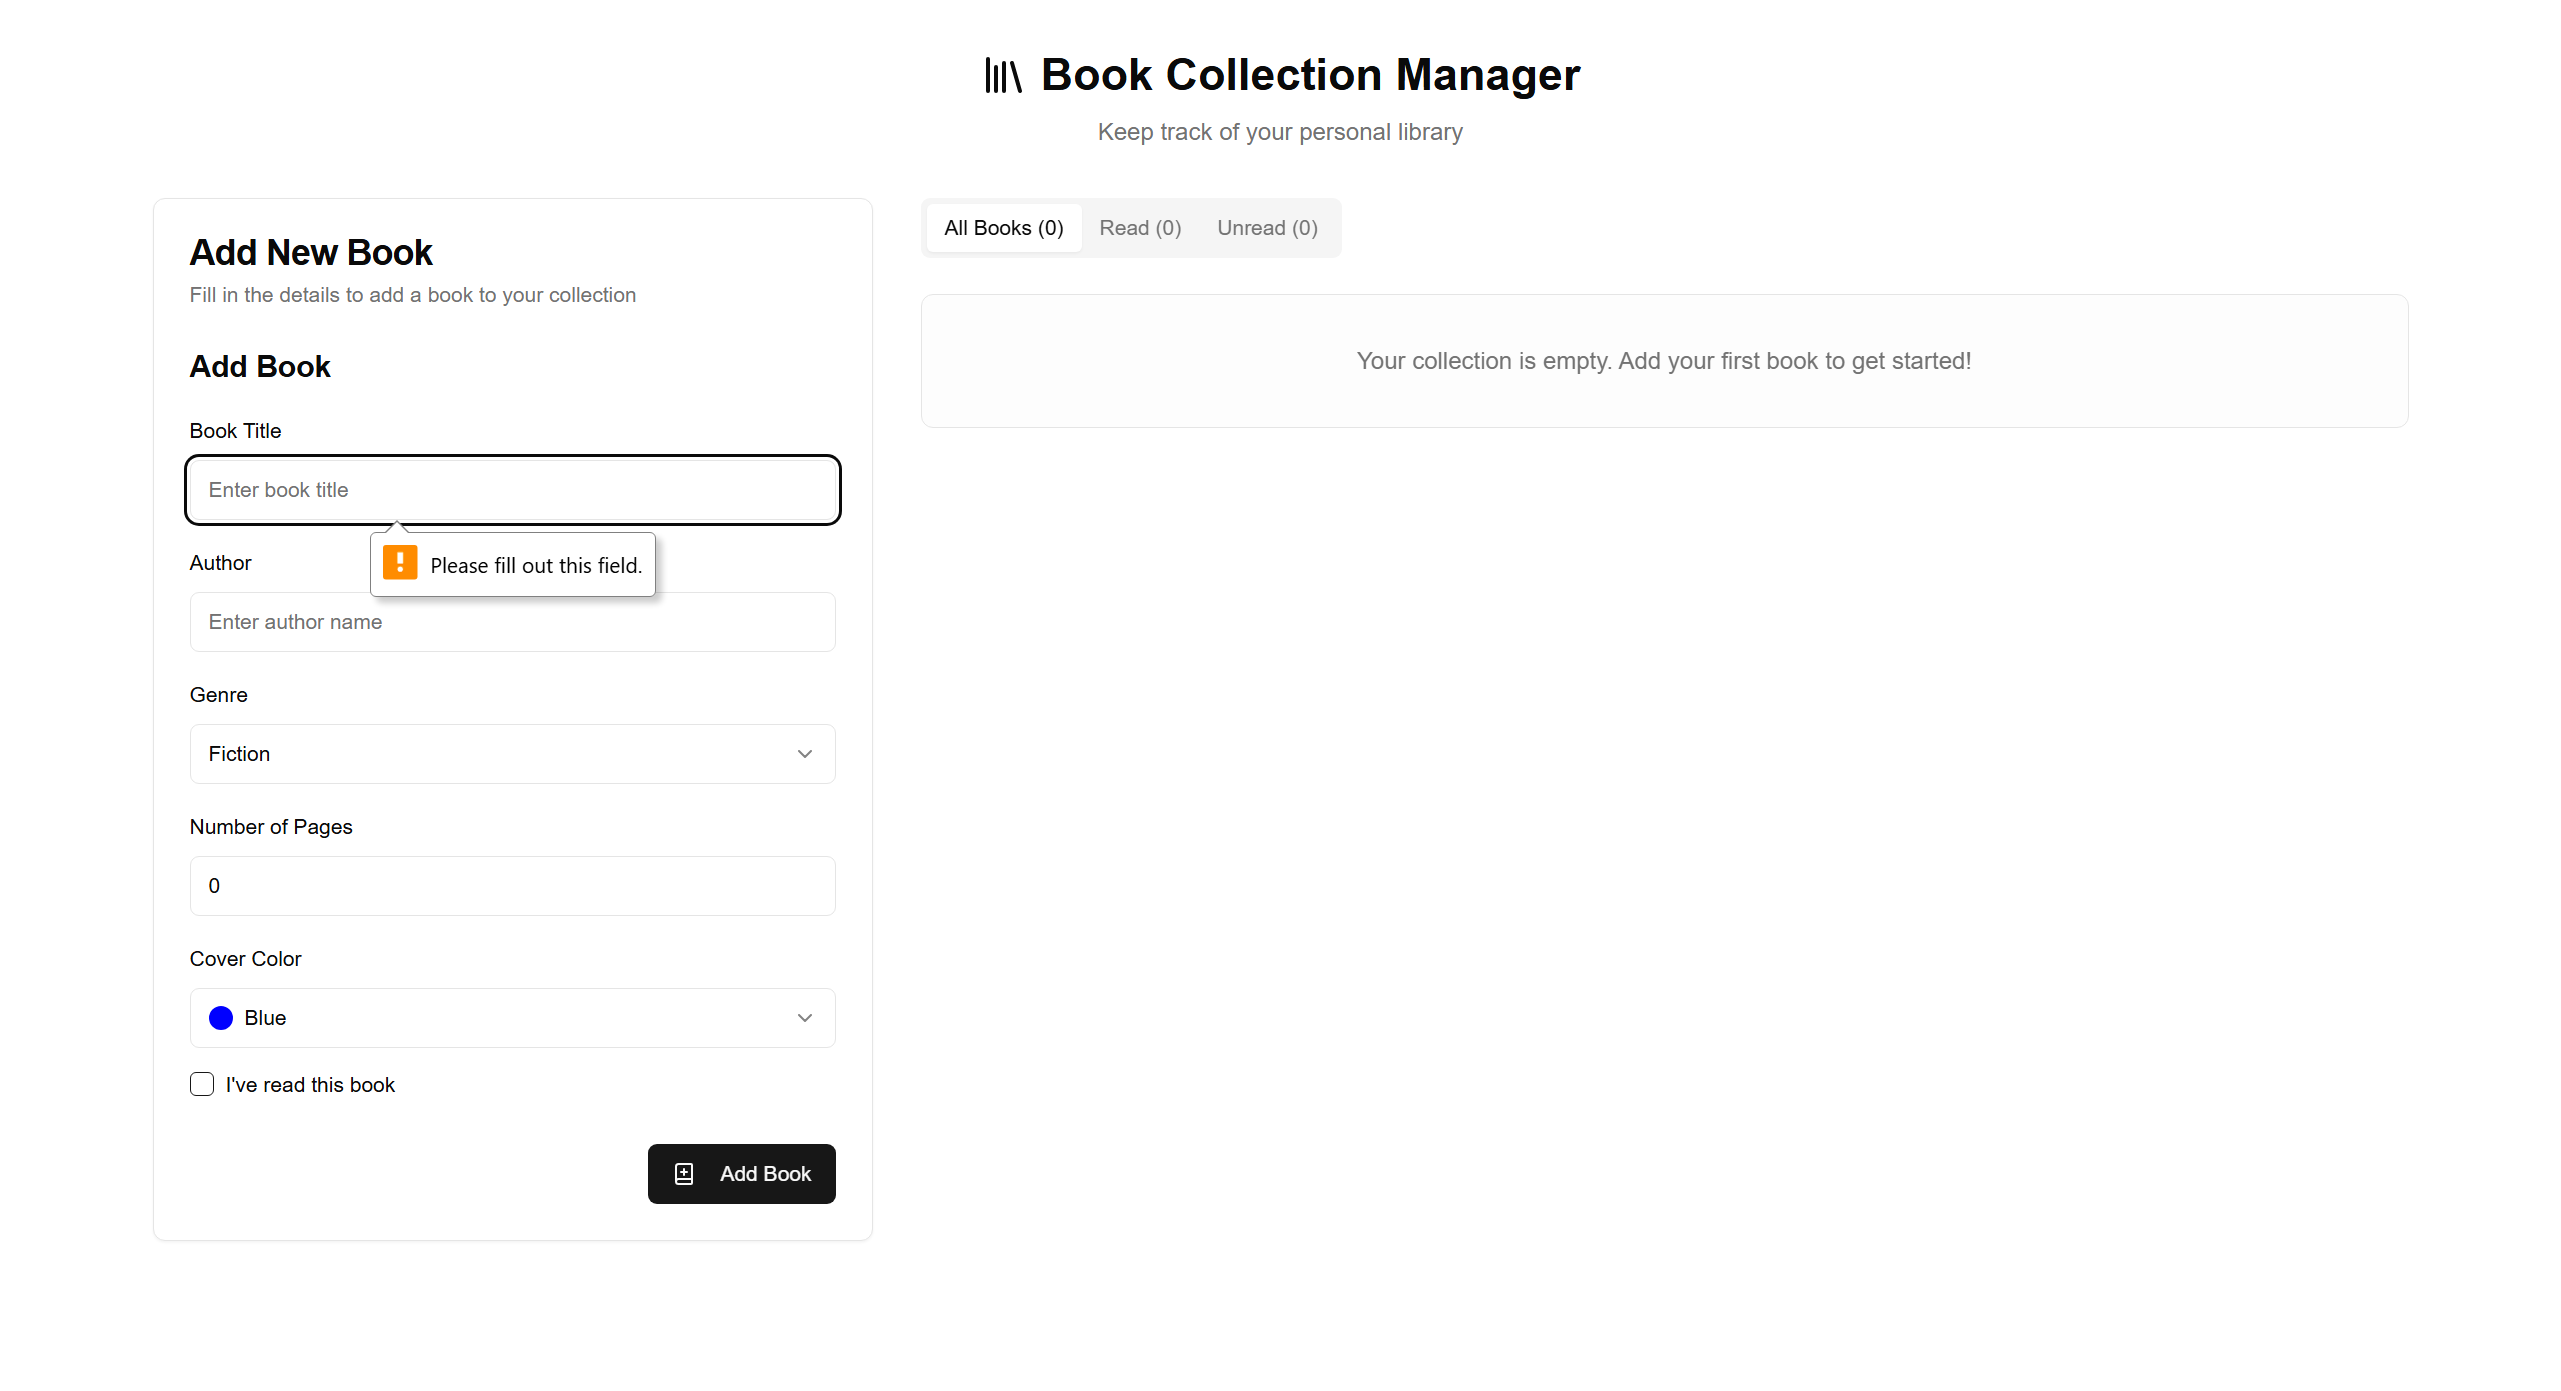 Book Collection Manager
Keep track of your personal library
Add New Book
Fill in the details to add a book to your collection
Add Book
Book Title
Enter book title
Please fill out this field.
Author
Enter author name
Genre
Fiction
Number of Pages
0
Cover Color
Blue
I've read this book
Add Book
All Books (0) Read (0) Unread (0)
Your collection is empty. Add your first book to get started!